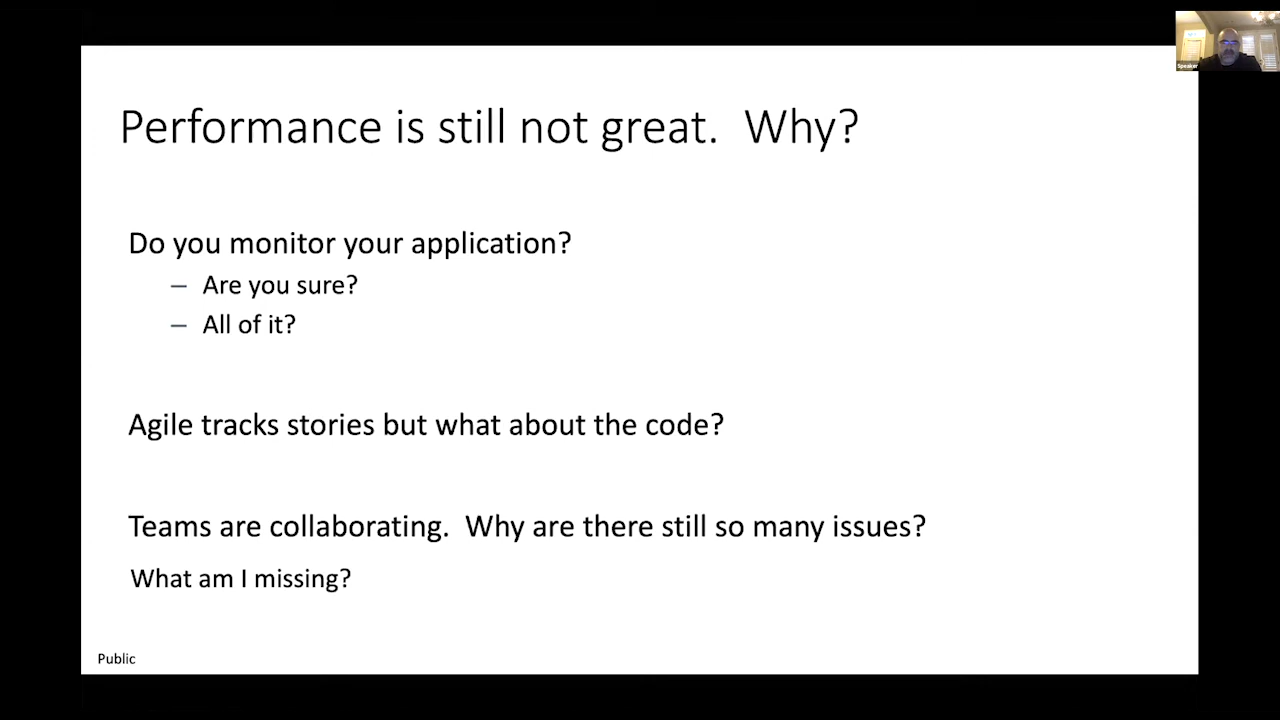 Speaker
Performance is still not great.  Why?
Do you monitor your application?
– Are you sure?
– All of it?
Agile tracks stories but what about the code?
Teams are collaborating.  Why are there still so many issues?
What am I missing?
Public